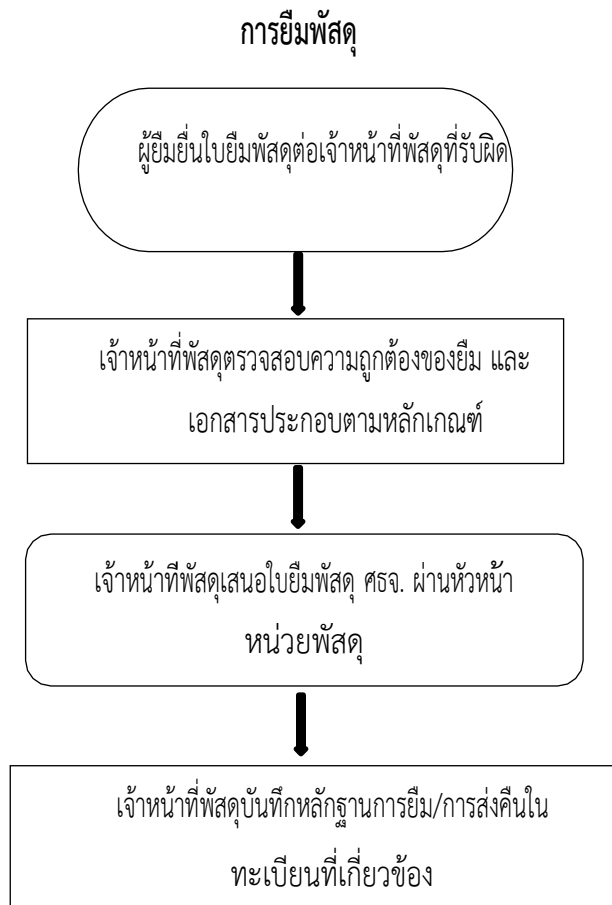 การยืมพัสดุ
ผู้ยืมยื่นใบยืมพัสดุต่อเจ้าหน้าที่พัสดุที่รับผิด
เจ้าหน้าที่พัสดุตรวจสอบความถูกต้องของยืม และ
เอกสารประกอบตามหลักเกณฑ์
เจ้าหน้าทีพัสดุเสนอใบยืมพัสดุ ศธจ. ผ่านหัวหน้า
หน่วยพัสดุ
เจ้าหน้าที่พัสดุบันทึกหลักฐานการยืม/การส่งคืนใน
ทะเบียนที่เกี่ยวข้อง